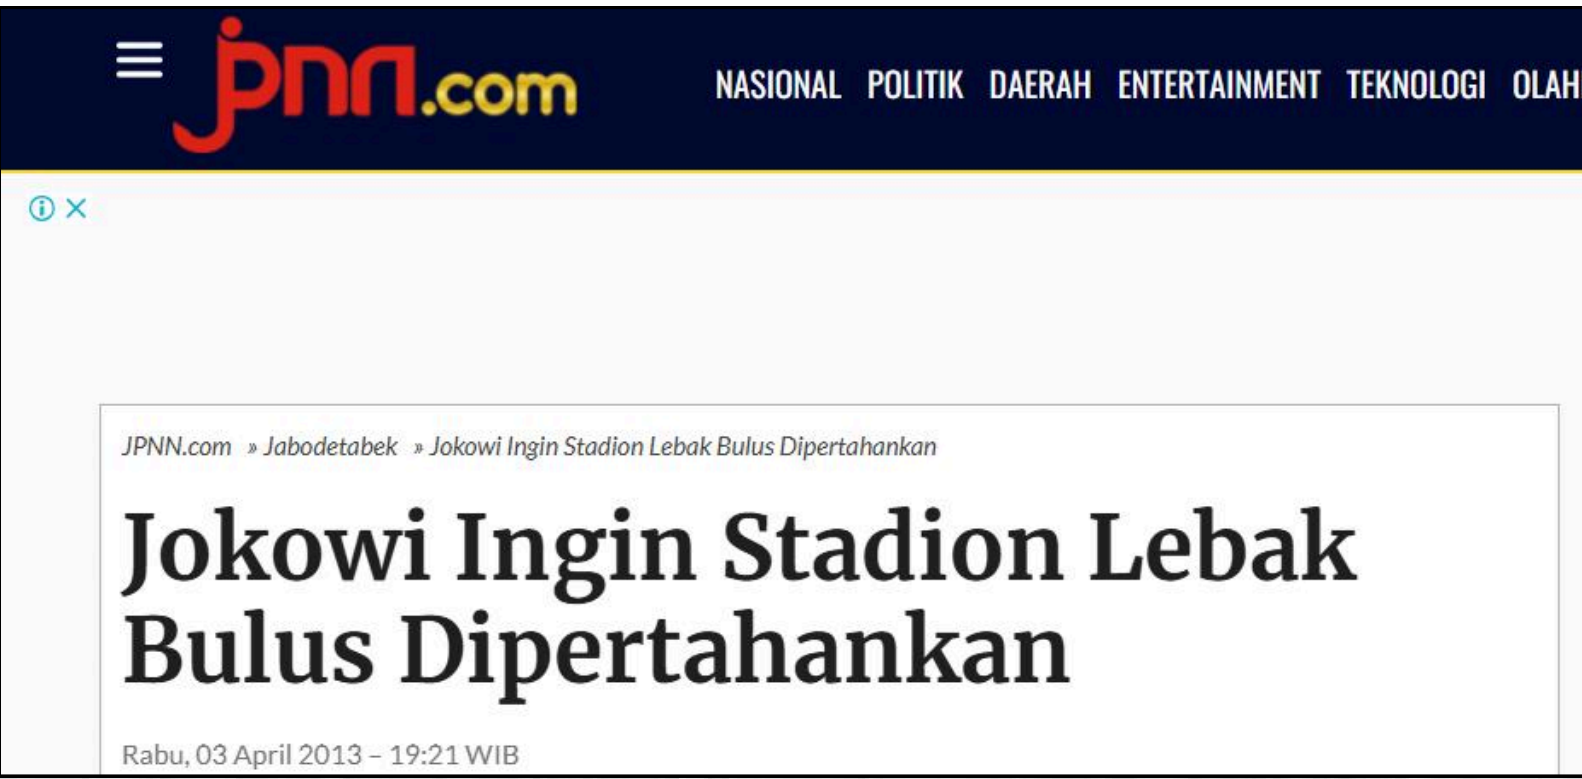 jpnn.com
NASIONAL POLITIK DAERAH ENTERTAINMENT TEKNOLOGI OLAH
JPNN.com » Jabodetabek » Jokowi Ingin Stadion Lebak Bulus Dipertahankan
Jokowi Ingin Stadion Lebak
Bulus Dipertahankan
Rabu, 03 April 2013 – 19:21 WIB